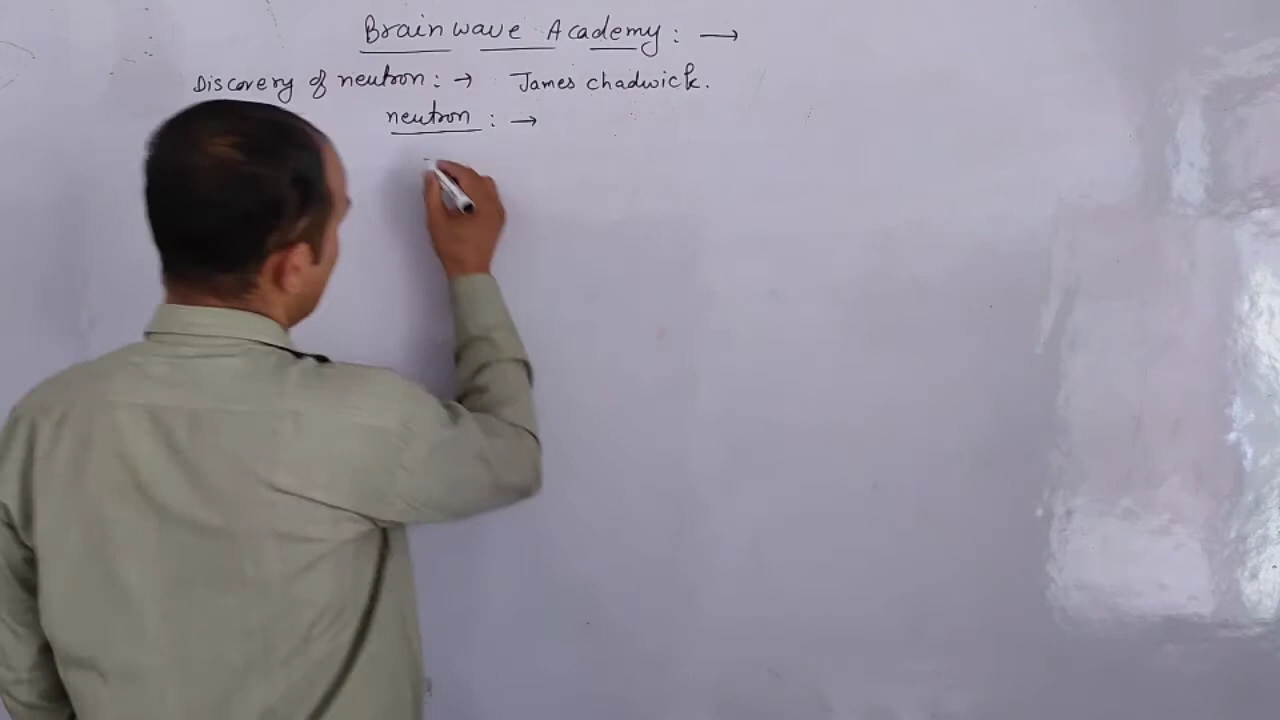 Brainwave Academy : →
Discovery of neutron : → James chadwick.
neutron : →